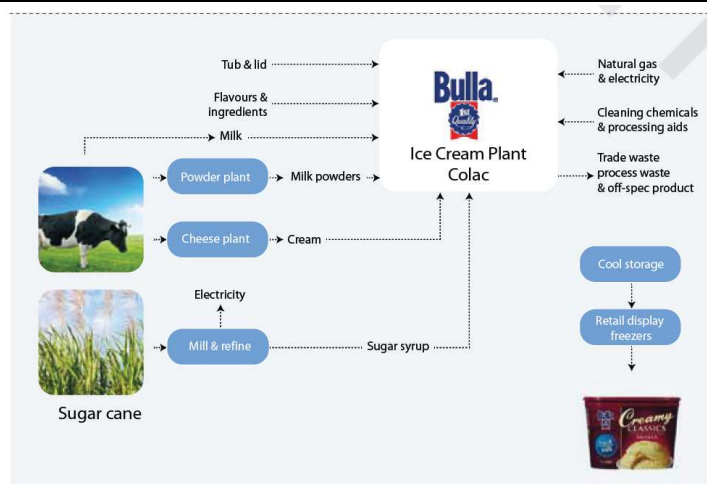 Tub & lid
Flavours &
ingredients
Milk
Powder plant
Milk powders
Cheese plant
Cream
Electricity
Mill & refine
Sugar syrup
Sugar cane
Bulla
1st
Quality
Ice Cream Plant
Colac
Natural gas
& electricity
Cleaning chemicals
& processing aids
Trade waste
process waste
& off-spec product
Cool storage
Retail display
freezers
Creamy
CLASSICS